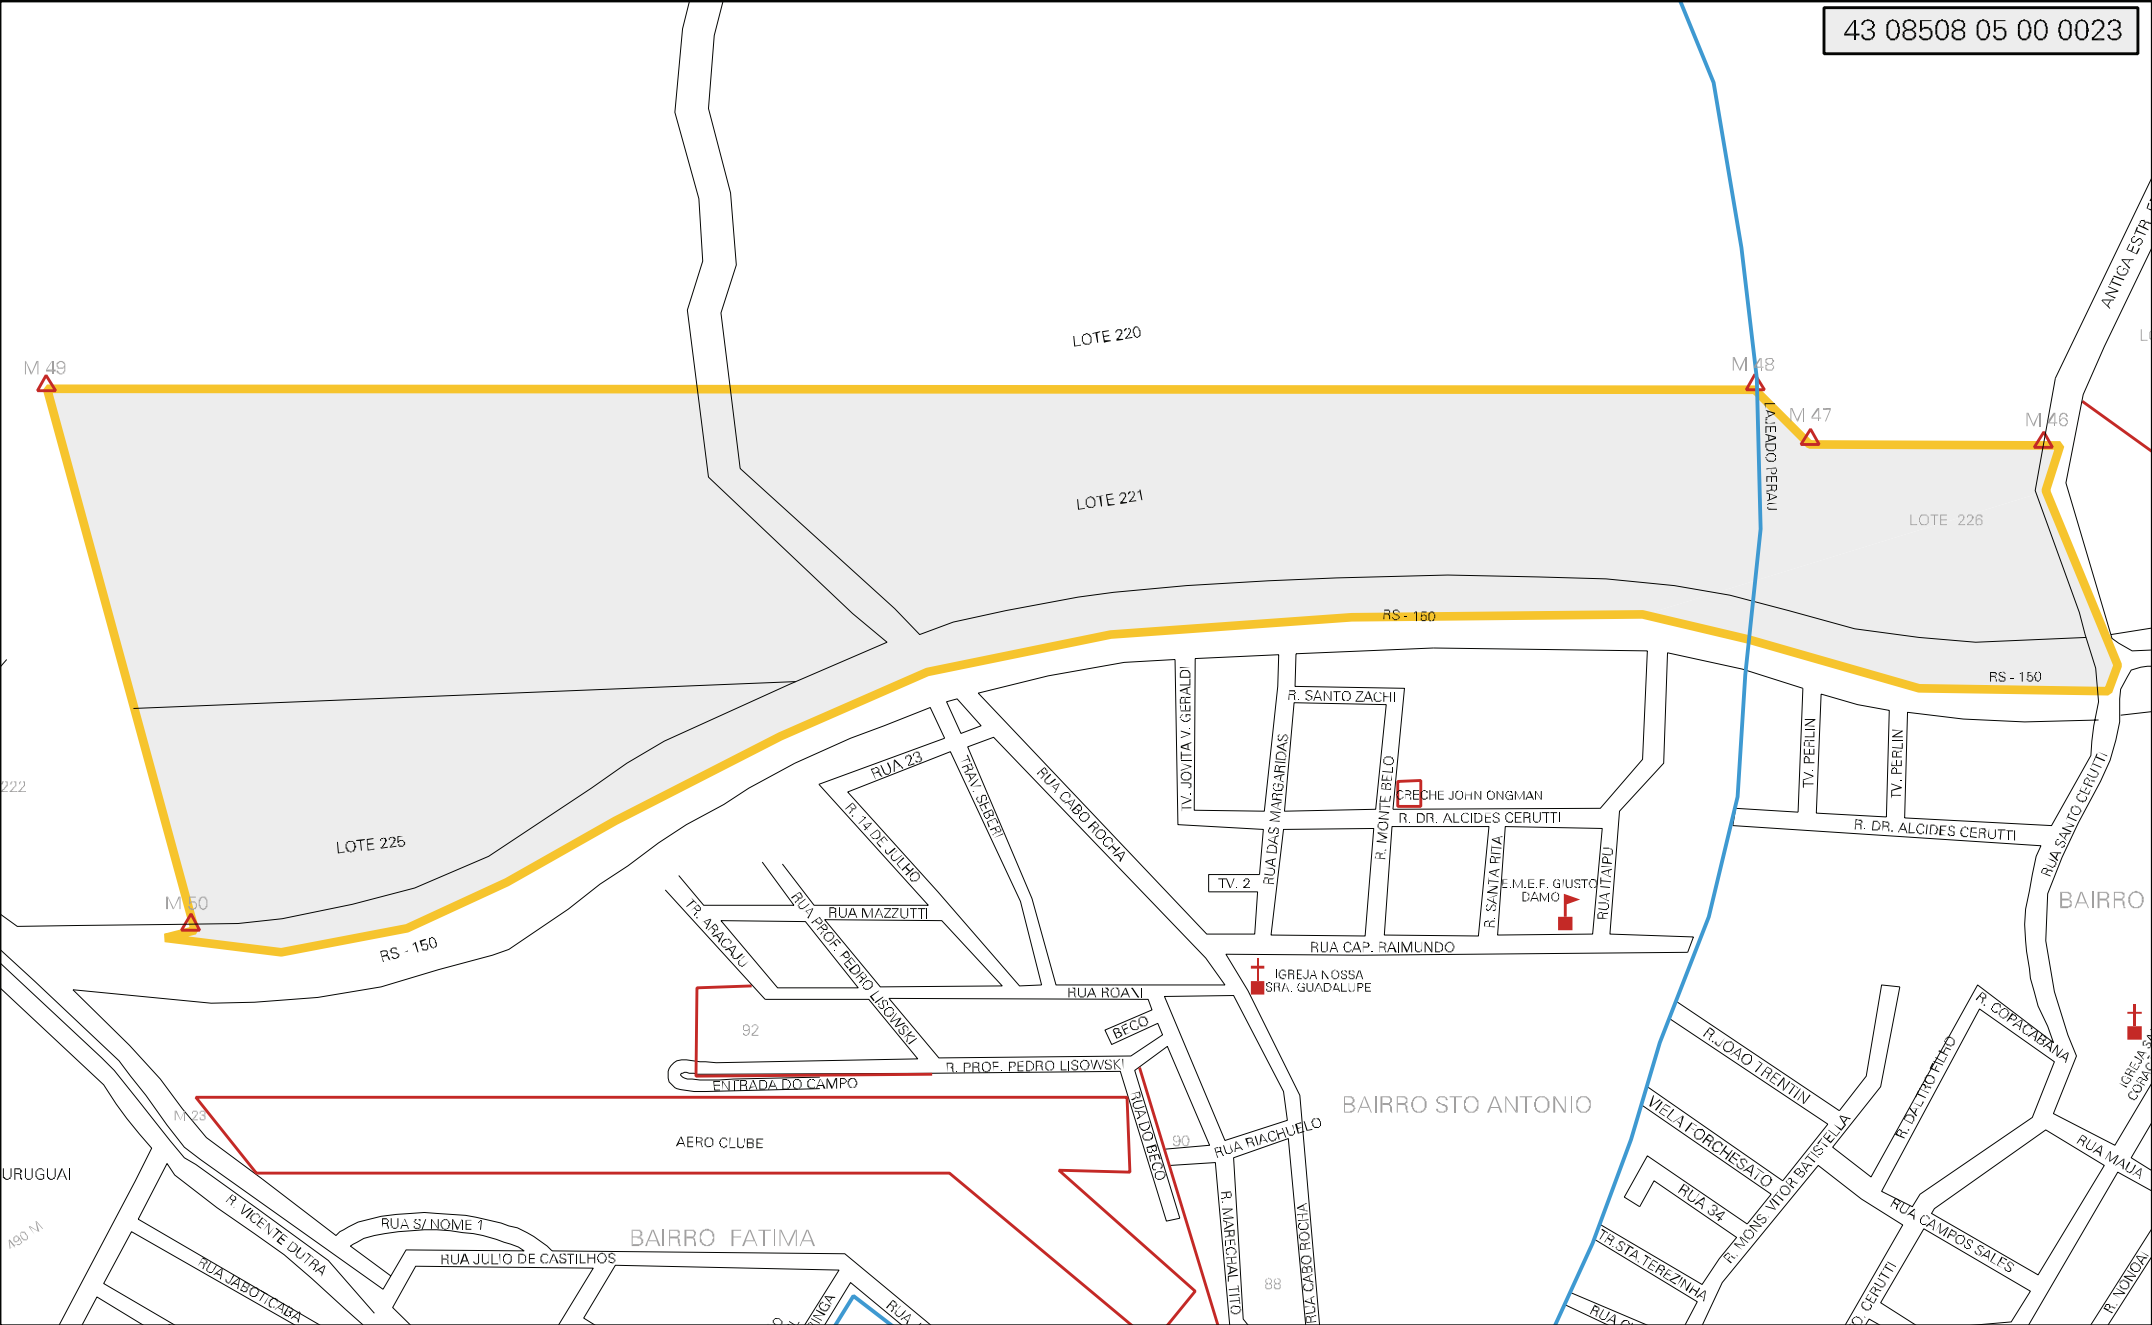 43 08508 05 00 0023
ANTIGA ESTR.
LOTE 220
M 49
M 48
M 47
M 46
LAJEADO PERAU
LOTE 221
LOTE 226
RS - 150
RS - 150
222
LOTE 225
M 50
RS - 150
RUA 23
R. 14 DE JULHO
TRAV. SEBERI
RUA CABO ROCHA
TV. JOVITA V. GERALDI
R. SANTO ZACHI
RUA DAS MARGARIDAS
R. MONTE BELO
CRECHE JOHN ONGMAN
R. DR. ALCIDES CERUTTI
TV. PERLIN
TV. PERLIN
R. DR. ALCIDES CERUTTI
RUA SANTO CERUTTI
TV. 2
R. SANTA RITA
E.M.E.F. GIUSTO
DAMO
RUA ITAIPU
BAIRRO
TR. ARACAJU
RUA PROF. PEDRO LISOWSKI
RUA MAZZUTTI
RUA CAP. RAIMUNDO
IGREJA NOSSA
SRA. GUADALUPE
RUA ROANI
92
BECO
R. PROF. PEDRO LISOWSKI
ENTRADA DO CAMPO
R. COPACABANA
R. JOAO TRENTIN
R. DALTRO FILHO
VIELA FORCHESATO
BAIRRO STO ANTONIO
M 23
AERO CLUBE
RUA DO BECO
90
RUA RIACHUELO
R. MONS. VITOR BATISTELLA
RUA MAUA
URUGUAI
490 M
R. VICENTE DUTRA
RUA S/ NOME 1
BAIRRO FATIMA
RUA JULIO DE CASTILHOS
RUA JABOTICABA
R. MARECHAL TITO
RUA CABO ROCHA
88
RUA 34
TR.STA.TEREZINHA
RUA CAMPOS SALES
CERUTTI
R. NONOAI
RUA